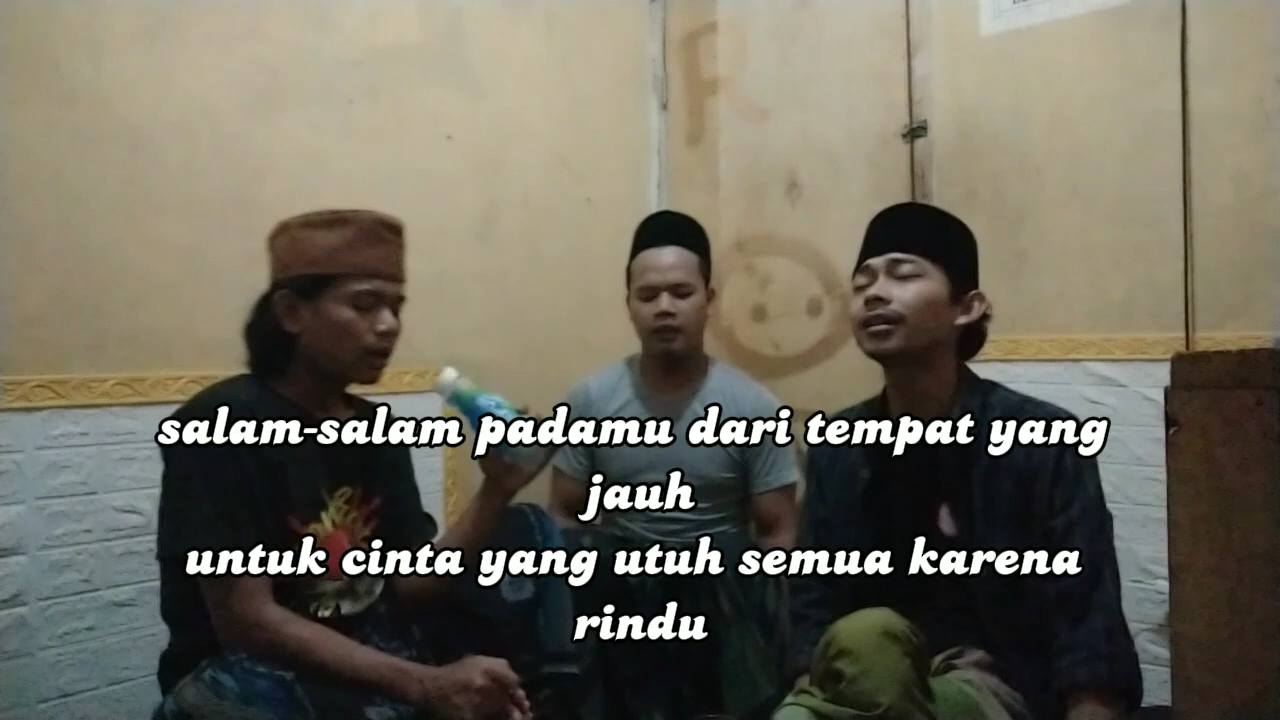 salam-salam padamu dari tempat yang
jauh
untuk cinta yang utuh semua karena
rindu